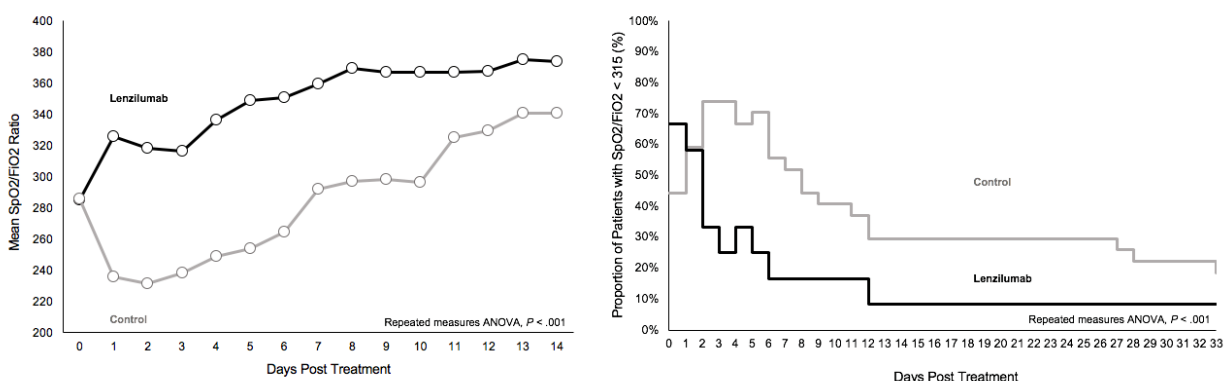 400
380
360
340
320
300
280
260
240
220
200
Mean SpO2/FiO2 Ratio
Lenzilumab
Control
Repeated measures ANOVA, P < .001
0 1 2 3 4 5 6 7 8 9 10 11 12 13 14
Days Post Treatment
100%
90%
80%
70%
60%
50%
40%
30%
20%
10%
0%
Proportion of Patients with SpO2/FiO2 < 315 (%)
Control
Lenzilumab
Repeated measures ANOVA, P < .001
0 1 2 3 4 5 6 7 8 9 10 11 12 13 14 15 16 17 18 19 20 21 22 23 24 25 26 27 28 29 30 31 32 33
Days Post Treatment